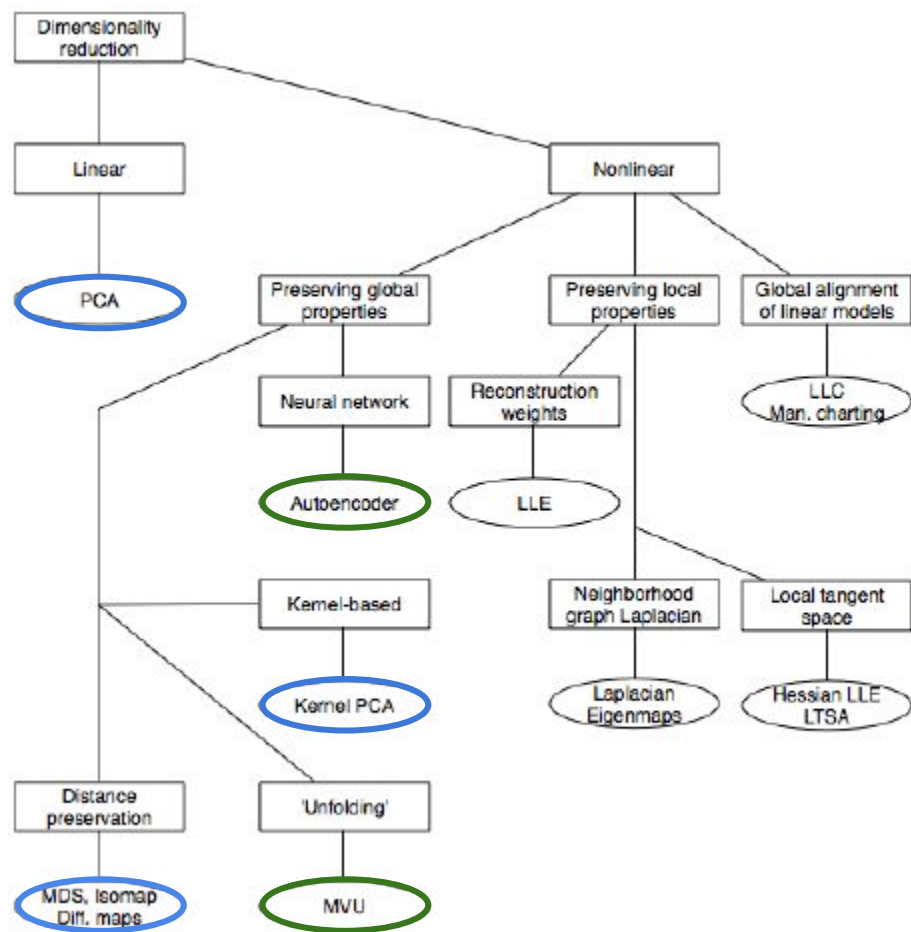 Dimensionality
reduction
Linear
Nonlinear
PCA
Preserving global
properties
Preserving local
properties
Global alignment
of linear models
Neural network
Reconstruction
weights
LLC
Man. charting
Autoencoder
LLE
Kernel-based
Neighborhood
graph Laplacian
Local tangent
space
Kernel PCA
Laplacian
Eigenmaps
Hessian LLE
LTSA
Distance
preservation
'Unfolding'
MDS, Isomap
Diff. maps
MVU